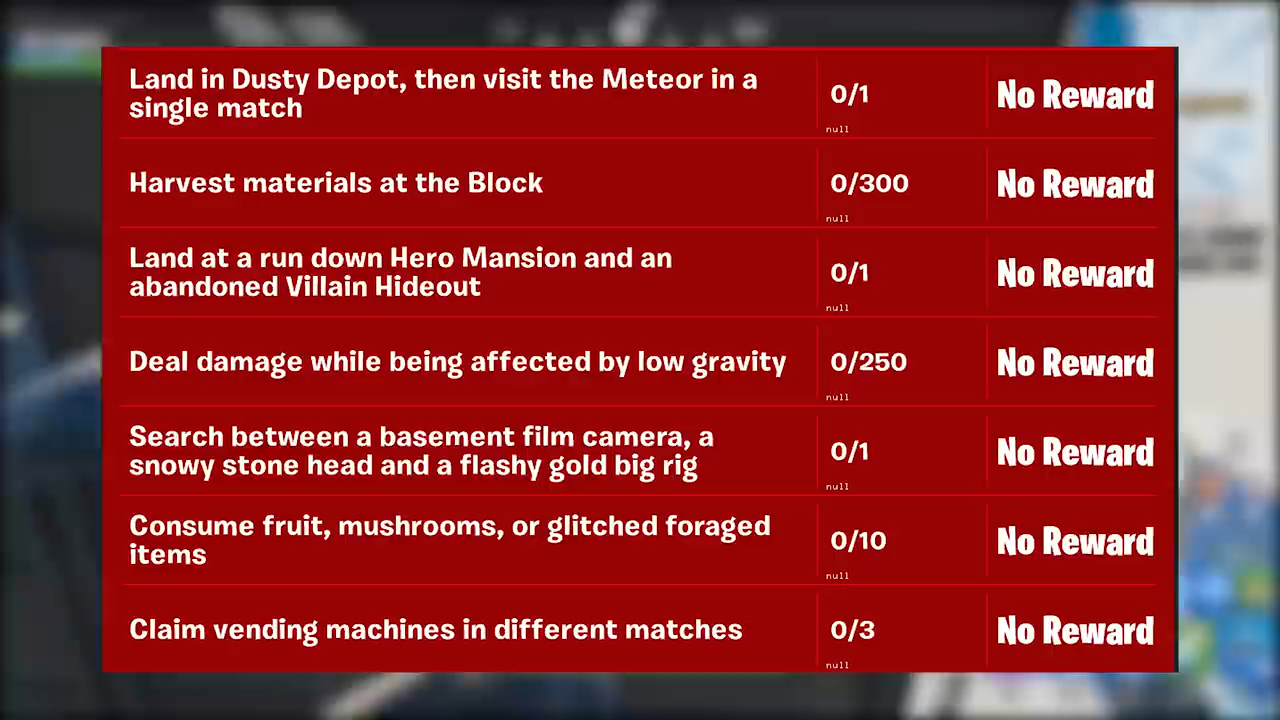 Land in Dusty Depot, then visit the Meteor in a
single match
0/1
null
No Reward
Harvest materials at the Block
0/300
null
No Reward
Land at a run down Hero Mansion and an
abandoned Villain Hideout
0/1
null
No Reward
Deal damage while being affected by low gravity
0/250
null
No Reward
Search between a basement film camera, a
snowy stone head and a flashy gold big rig
0/1
null
No Reward
Consume fruit, mushrooms, or glitched foraged
items
0/10
null
No Reward
Claim vending machines in different matches
0/3
null
No Reward